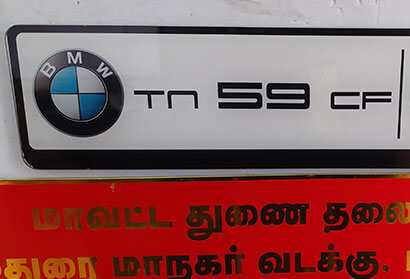 BMW TN 59 CF
மாவட்ட துணை தலை
துரை மாநகர் வடக்கு.